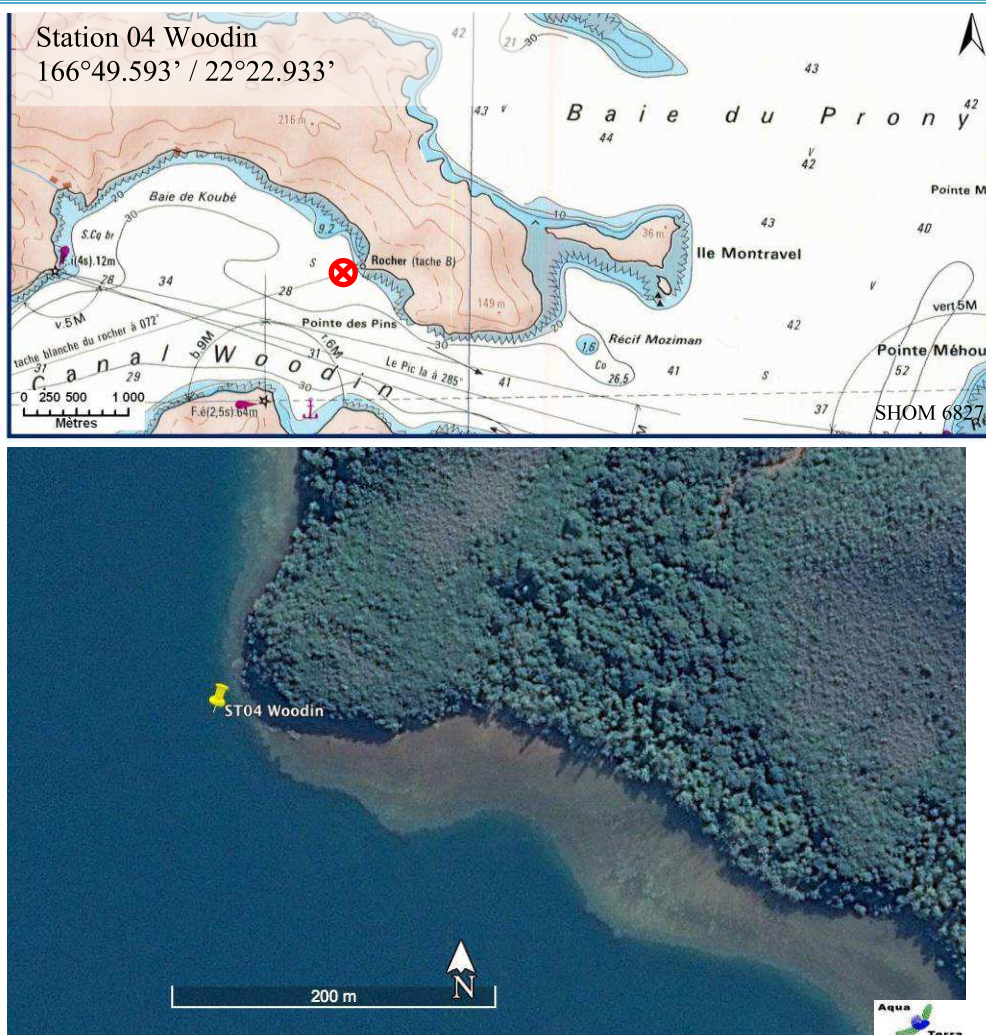 Station 04 Woodin
166°49.593’ / 22°22.933’
42
21
30
43
43 v
Baie du Prony
42
44
216 m
v
42
Pointe M
20
Baie de Koubé
30
10
9,2
36 m
43
40
S.Cq br
Ile Montravel
i(4s).12m
S
Rocher (tache B)
28
34
28
v
149 m
vert 5M
v.5M
Pointe des Pins
20
42
tache blanche du rocher à 072°
b.9M
r.6M
30
1,6
Récif Moziman
Pointe Méhou
31
31
Canal Woodin
Le Pic la à 285°
Co
26,5
41
S
52
29
30
41
0 250 500 1 000
Mètres
F.é(2,5s).64m
37
SHOM 6827
Ré
M
ST04 Woodin
200 m
N
Aqua
Terra